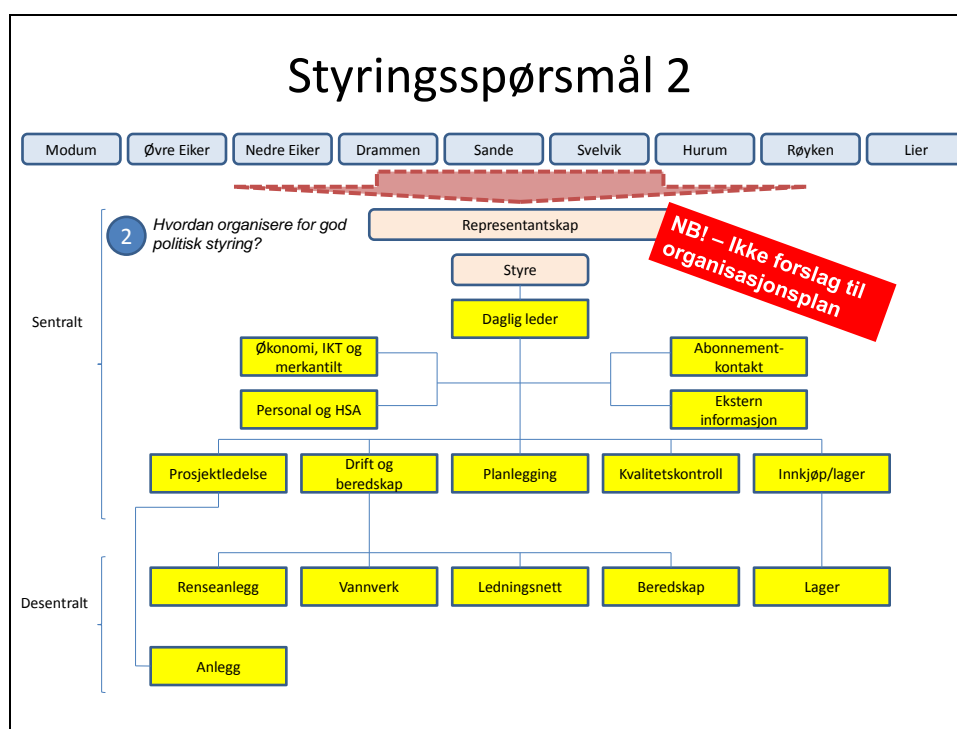 Styringsspørsmål 2
Modum
Øvre Eiker
Nedre Eiker
Drammen
Sande
Svelvik
Hurum
Røyken
Lier
2
Hvordan organisere for god
politisk styring?
Representantskap
NB! – Ikke forslag til
organisasjonsplan
Styre
Daglig leder
Sentralt
Økonomi, IKT og
merkantilt
Abonnement-
kontakt
Personal og HSA
Ekstern
informasjon
Prosjektledelse
Drift og
beredskap
Planlegging
Kvalitetskontroll
Innkjøp/lager
Desentralt
Renseanlegg
Vannverk
Ledningsnett
Beredskap
Lager
Anlegg